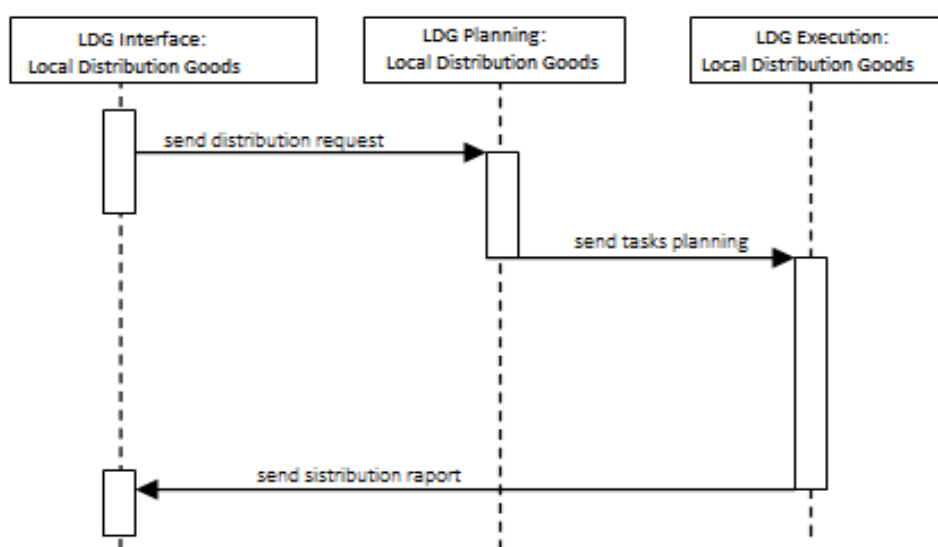 LDG Interface:
Local Distribution Goods
LDG Planning:
Local Distribution Goods
LDG Execution:
Local Distribution Goods
send distribution request
send tasks planning
send sistribution raport